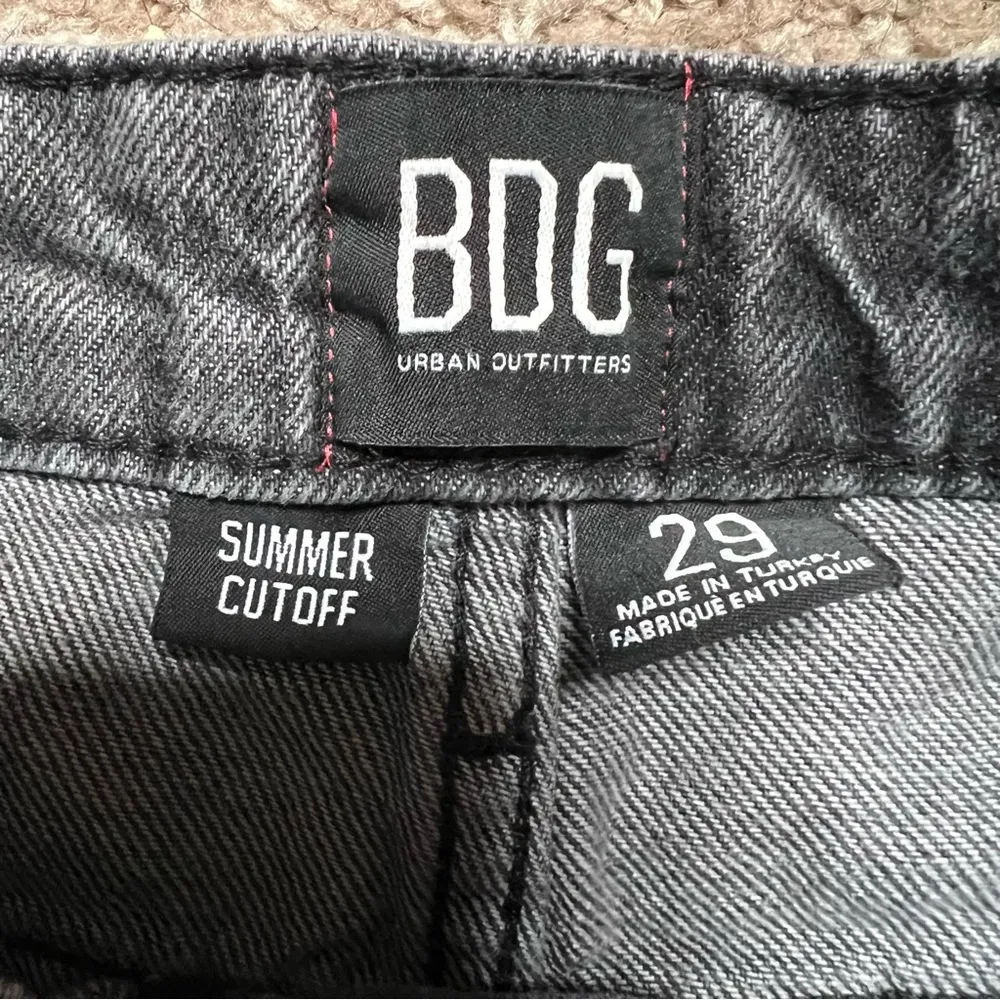 BDG
URBAN OUTFITTERS
SUMMER
CUTOFF
29
MADE IN TURKEY
FABRIQUÉ EN TURQUIE